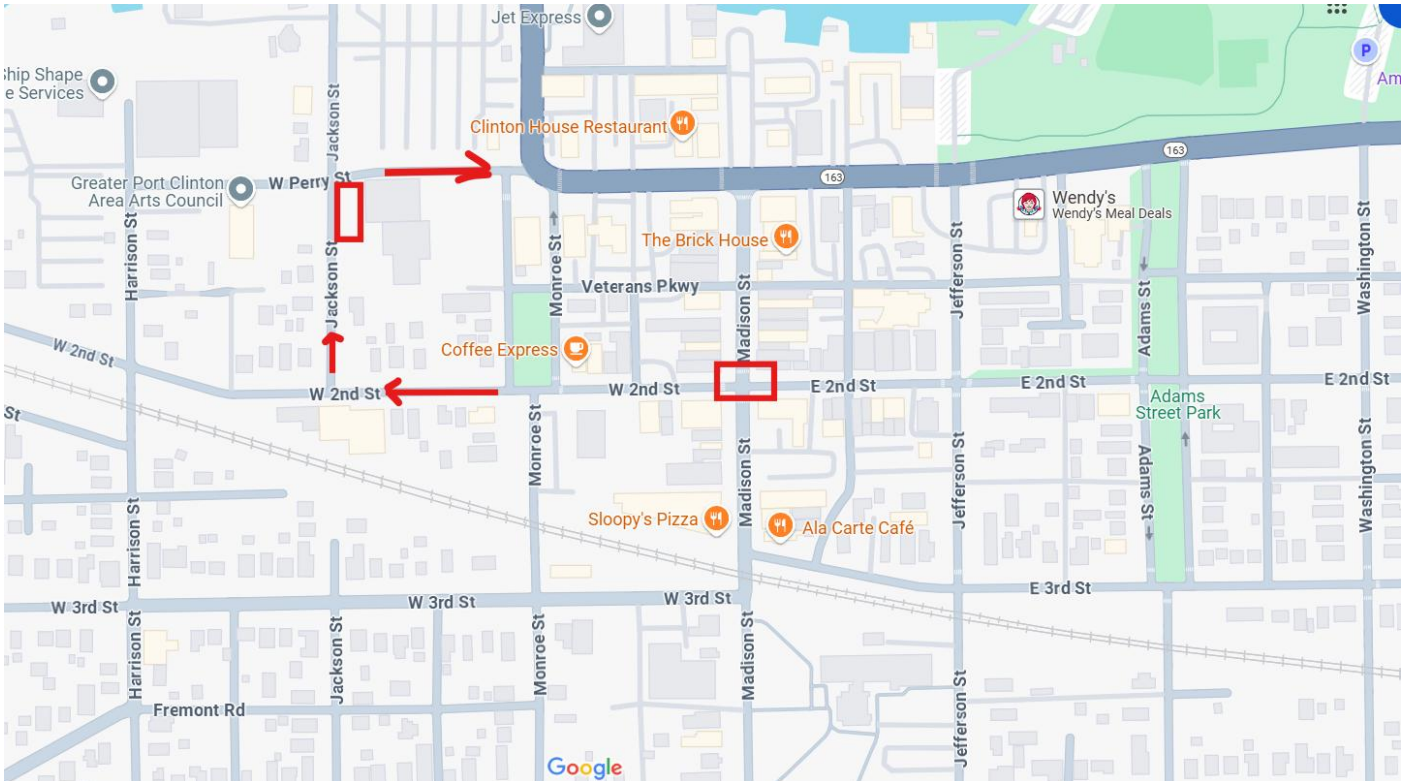 Jet Express
Ship Shape
e Services
Jackson St
Clinton House Restaurant
P
Am
163
W Perry St
Greater Port Clinton
Area Arts Council
163
Wendy's
Wendy's Meal Deals
Harrison St
Jackson St
Monroe St
The Brick House
Veterans Pkwy
Madison St
Jefferson St
Adams St
Washington St
W 2nd St
Coffee Express
W 2nd St
W 2nd St
E 2nd St
E 2nd St
E 2nd St
St
Adams
Street Park
Monroe St
Madison St
Jefferson St
Adams St
Washington St
Sloopy's Pizza
Ala Carte Café
Harrison St
W 3rd St
W 3rd St
W 3rd St
E 3rd St
Harrison St
Jackson St
Monroe St
Madison St
Jefferson St
Fremont Rd
Google